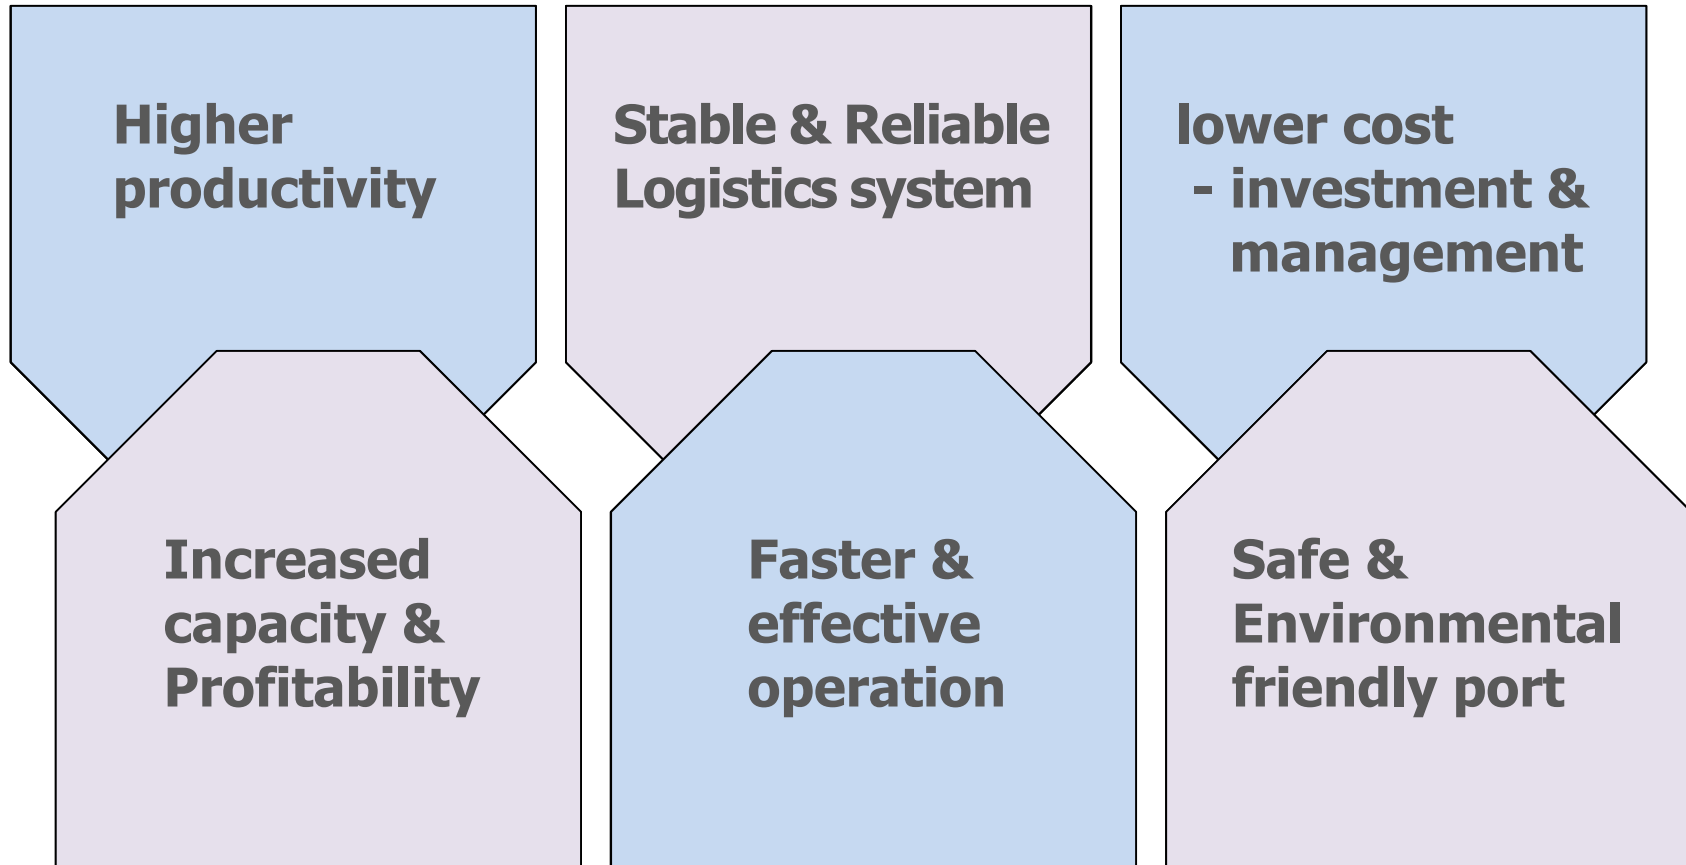 Higher
productivity
Stable & Reliable
Logistics system
lower cost
- investment &
management
Increased
capacity &
Profitability
Faster &
effective
operation
Safe &
Environmental
friendly port